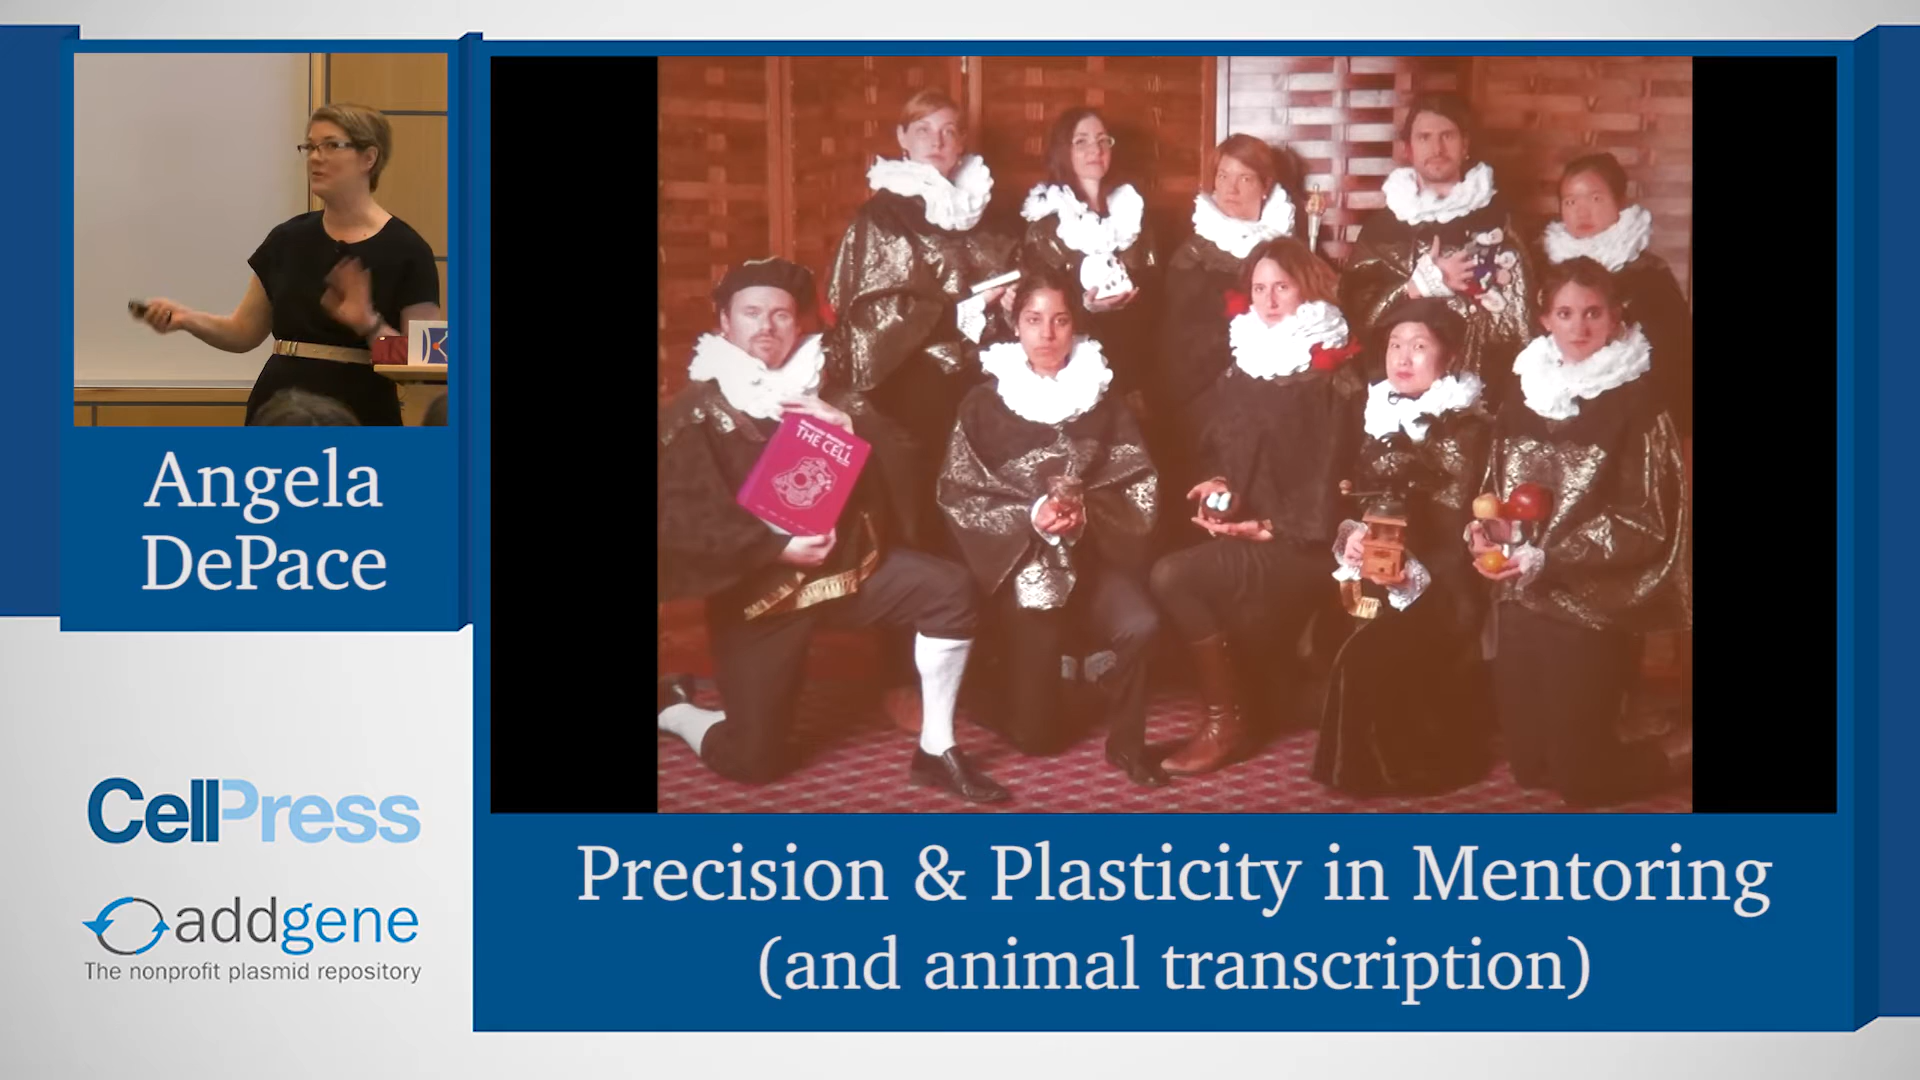 Angela
DePace
CellPress
addgene
The nonprofit plasmid repository
THE CELL
Precision & Plasticity in Mentoring
(and animal transcription)